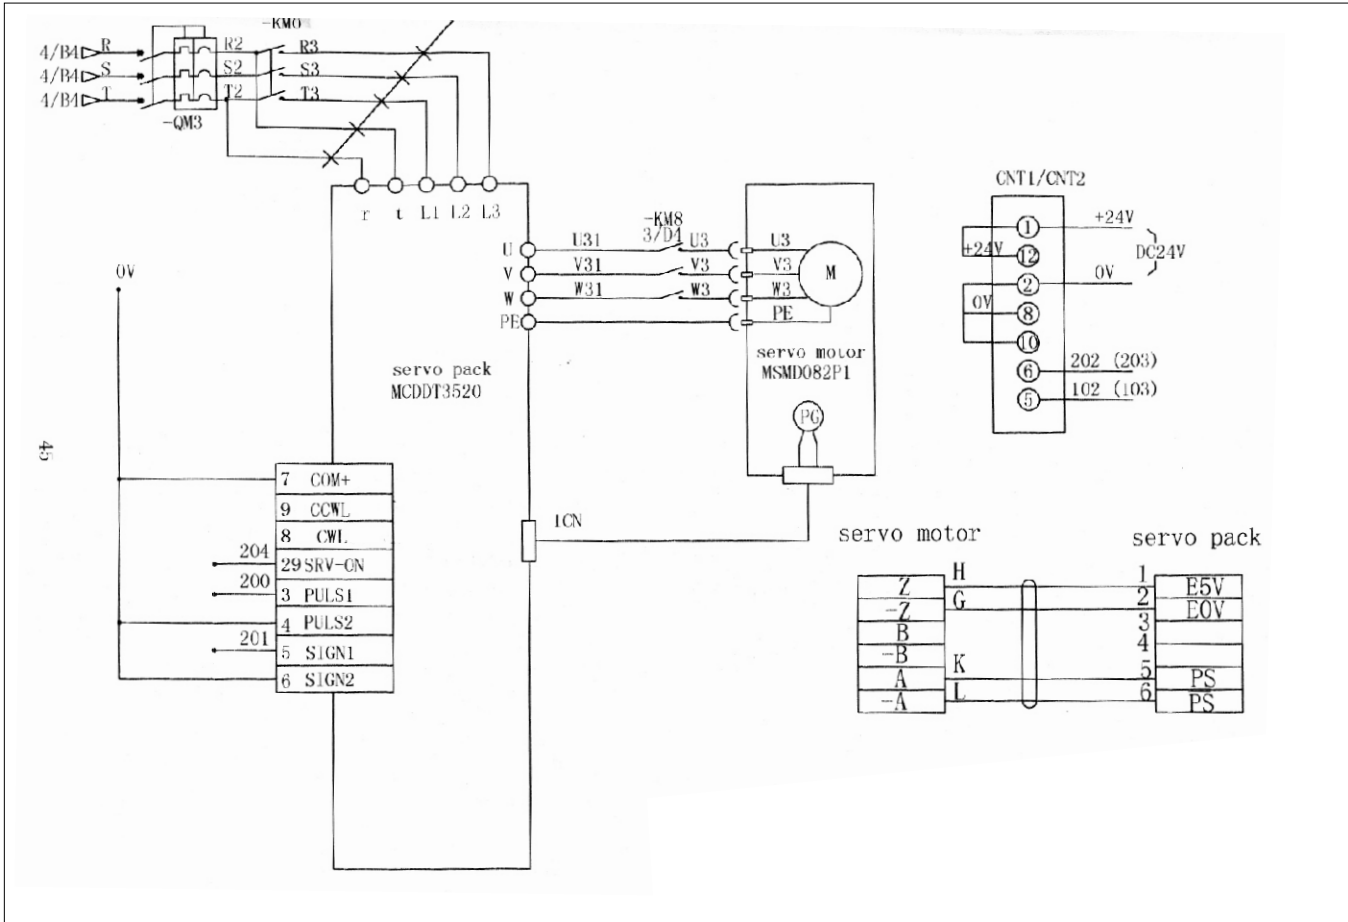 -KM0
4/B4 R R2 R3
4/B4 S S2 S3
4/B4 T T2 T3
-QM3
r t L1 L2 L3
CNT1/CNT2
1 +24V
+24V 12 DC24V
2 0V
0V 8
10
6 202 (203)
5 102 (103)
-KM8
3/D4
U U31 U3 U3
V V31 V3 V3 M
W W31 W3 W3
PE PE
0V
servo pack
MCDDT3520
servo motor
MSMD082P1
PG
45
7 COM+
9 CCWL
8 CWL
204 29 SRV-ON
200 3 PULS1
4 PULS2
201 5 SIGN1
6 SIGN2
1CN
servo motor servo pack
Z H 1 E5V
-Z G 2 E0V
B 3
-B 4
A K 5 PS
-A L 6 PS